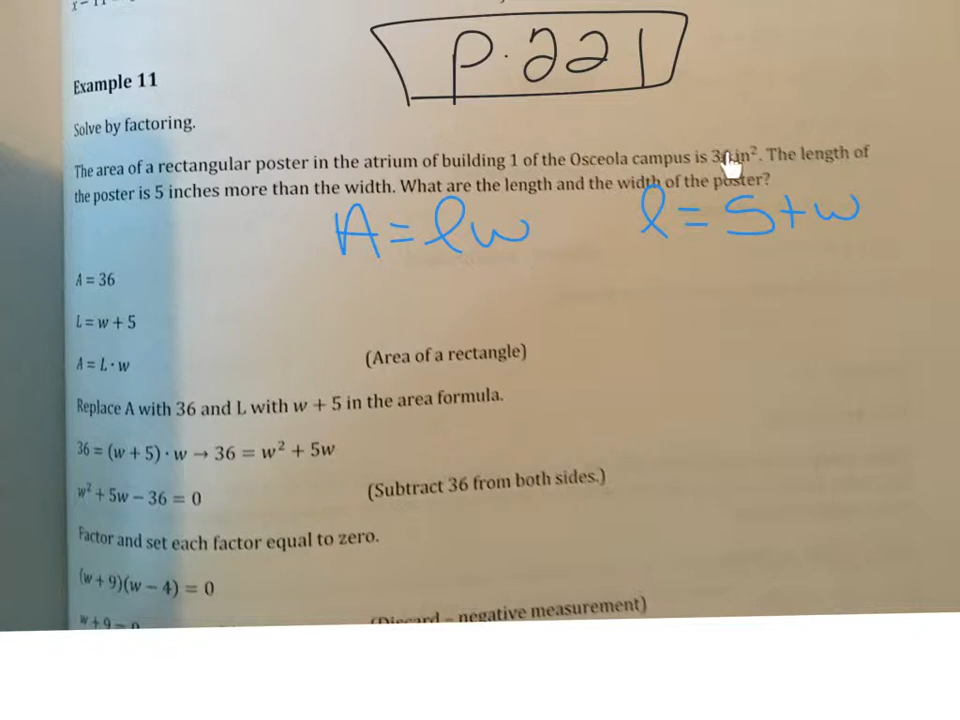 P.221
Example 11
Solve by factoring.
The area of a rectangular poster in the atrium of building 1 of the Osceola campus is 36 in². The length of
the poster is 5 inches more than the width. What are the length and the width of the poster?
A = lw l = 5+w
A = 36
L = w + 5
A = L · w (Area of a rectangle)
Replace A with 36 and L with w + 5 in the area formula.
36 = (w + 5) · w → 36 = w² + 5w
w² + 5w − 36 = 0 (Subtract 36 from both sides.)
Factor and set each factor equal to zero.
(w + 9)(w − 4) = 0
w + 9 = 0 (Discard – negative measurement)